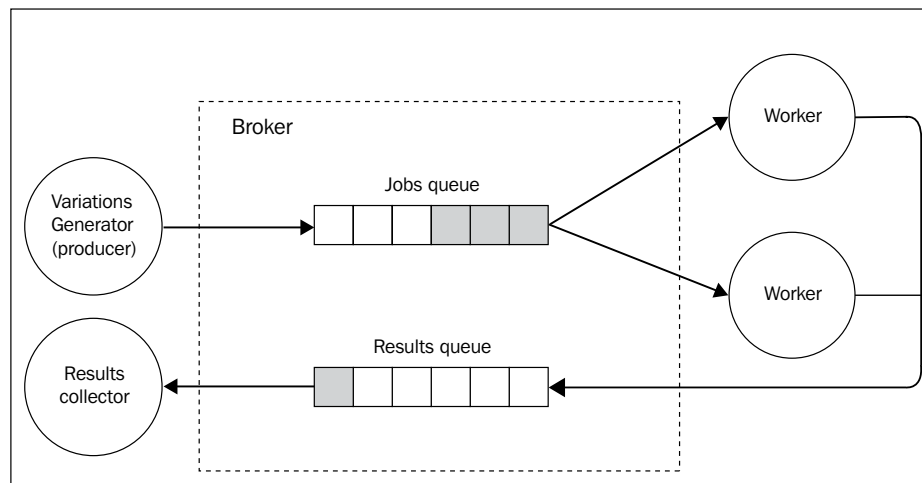 Broker
Worker
Jobs queue
Variations
Generator
(producer)
Worker
Results queue
Results
collector